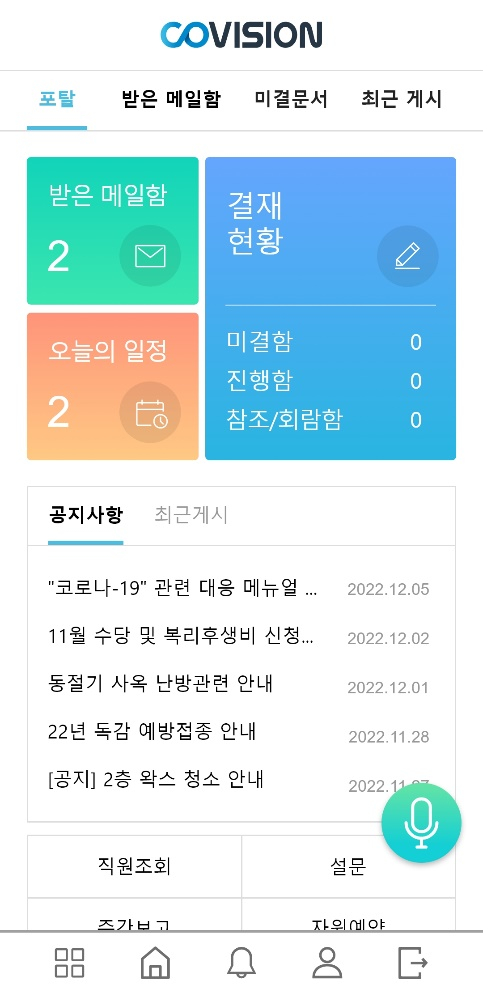 COVISION
포탈 받은 메일함 미결문서 최근 게시
받은 메일함
2
결재
현황
오늘의 일정
2
미결함 0
진행함 0
참조/회람함 0
공지사항 최근게시
"코로나-19" 관련 대응 메뉴얼 ... 2022.12.05
11월 수당 및 복리후생비 신청... 2022.12.02
동절기 사옥 난방관련 안내 2022.12.01
22년 독감 예방접종 안내 2022.11.28
[공지] 2층 왁스 청소 안내 2022.11.27
직원조회 설문
주간보고 자원예약